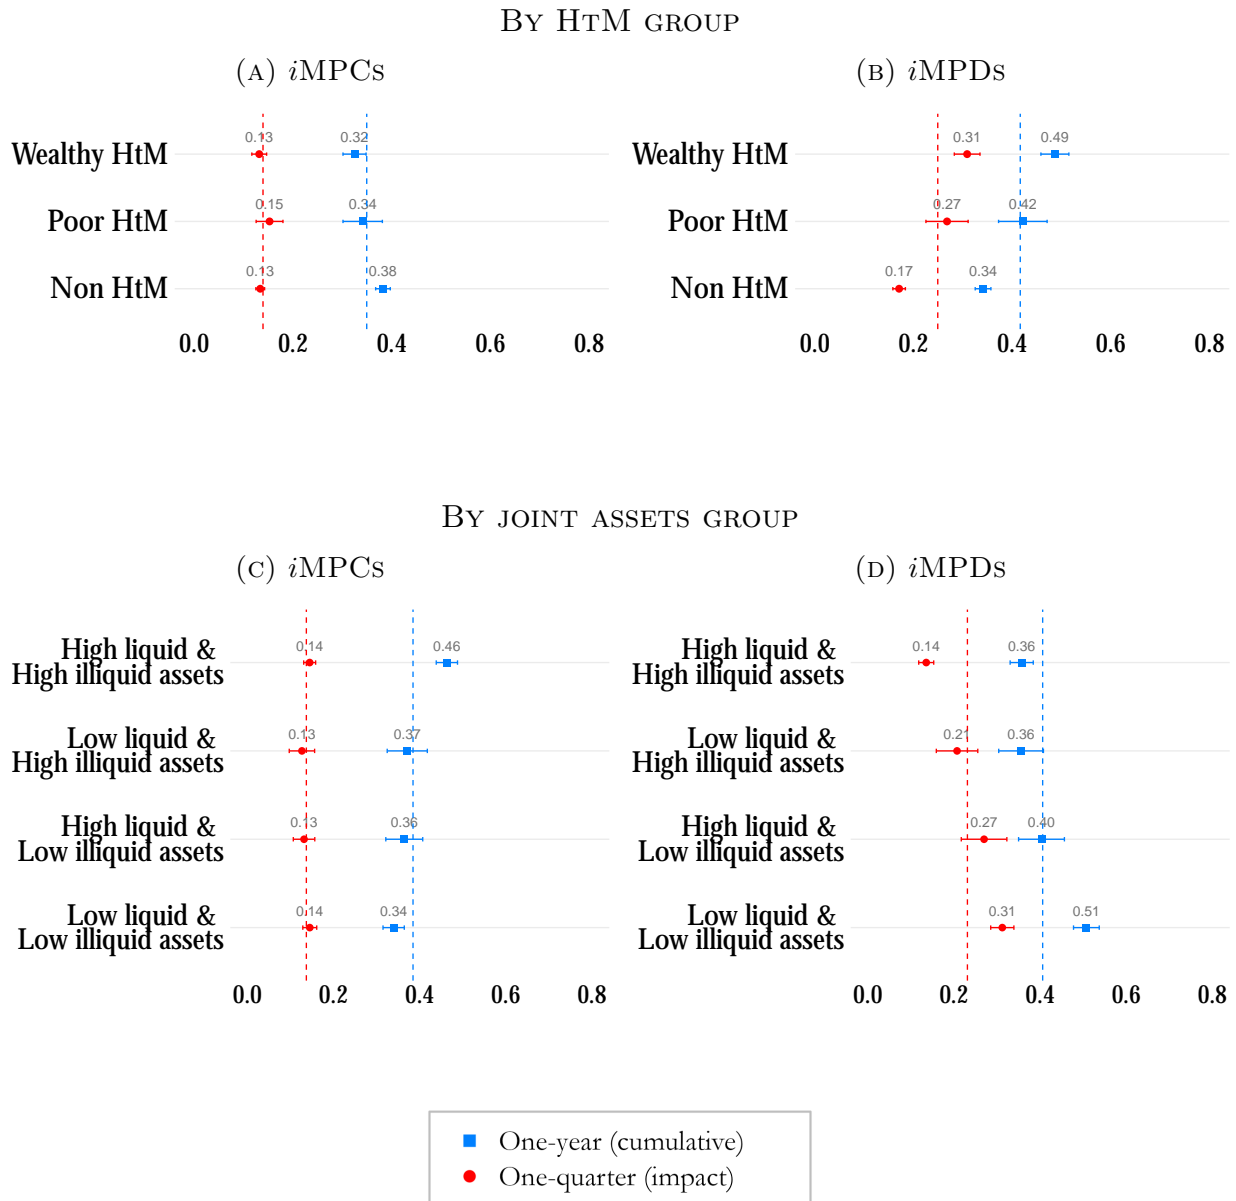 By HtM group
(a) iMPCs
(b) iMPDs
Wealthy HtM 0.13 0.32
Poor HtM 0.15 0.34
Non HtM 0.13 0.38
0.0 0.2 0.4 0.6 0.8
Wealthy HtM 0.31 0.49
Poor HtM 0.27 0.42
Non HtM 0.17 0.34
0.0 0.2 0.4 0.6 0.8
By joint assets group
(c) iMPCs
(d) iMPDs
High liquid &
High illiquid assets
0.14 0.46
Low liquid &
High illiquid assets
0.13 0.37
High liquid &
Low illiquid assets
0.13 0.36
Low liquid &
Low illiquid assets
0.14 0.34
0.0 0.2 0.4 0.6 0.8
High liquid &
High illiquid assets
0.14 0.36
Low liquid &
High illiquid assets
0.21 0.36
High liquid &
Low illiquid assets
0.27 0.40
Low liquid &
Low illiquid assets
0.31 0.51
0.0 0.2 0.4 0.6 0.8
One-year (cumulative)
One-quarter (impact)